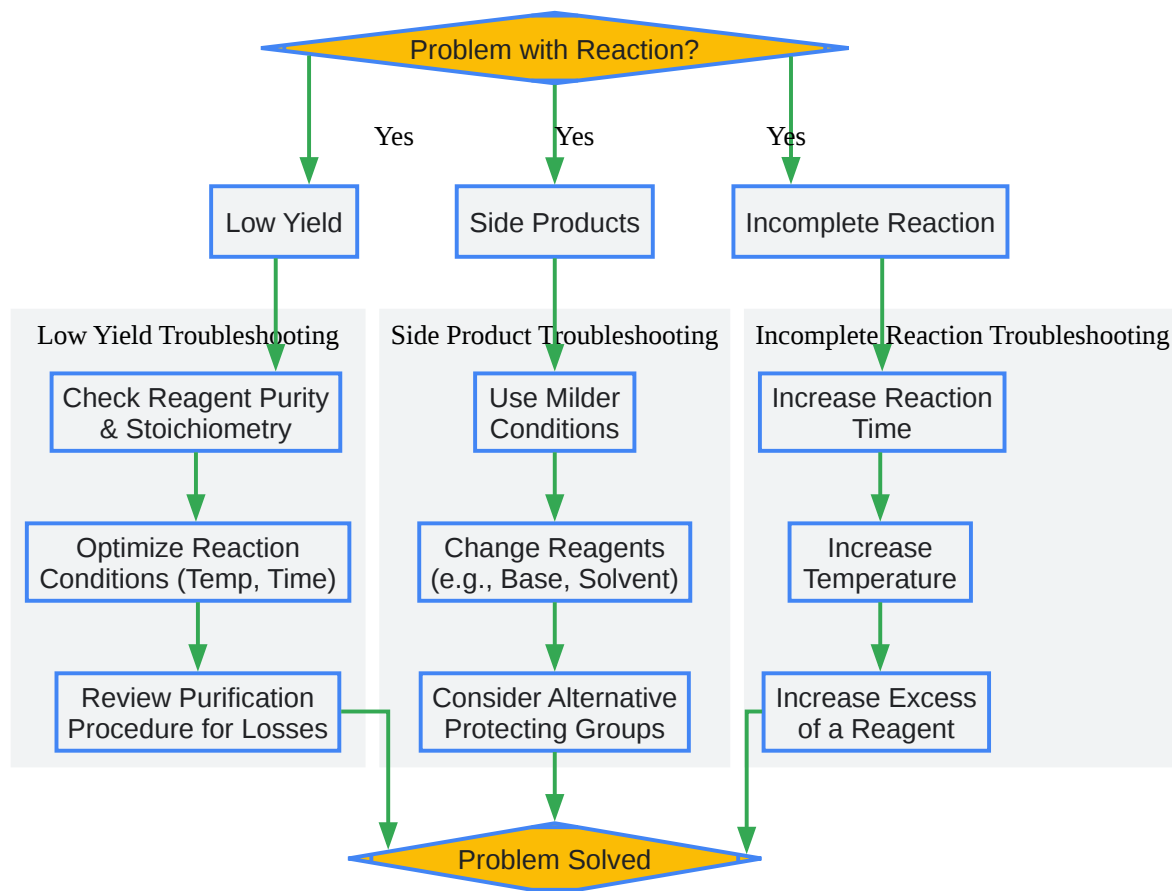 Problem with Reaction?
Yes
Yes
Yes
Low Yield
Side Products
Incomplete Reaction
Low Yield Troubleshooting
Side Product Troubleshooting
Incomplete Reaction Troubleshooting
Check Reagent Purity
& Stoichiometry
Use Milder
Conditions
Increase Reaction
Time
Optimize Reaction
Conditions (Temp, Time)
Change Reagents
(e.g., Base, Solvent)
Increase
Temperature
Review Purification
Procedure for Losses
Consider Alternative
Protecting Groups
Increase Excess
of a Reagent
Problem Solved